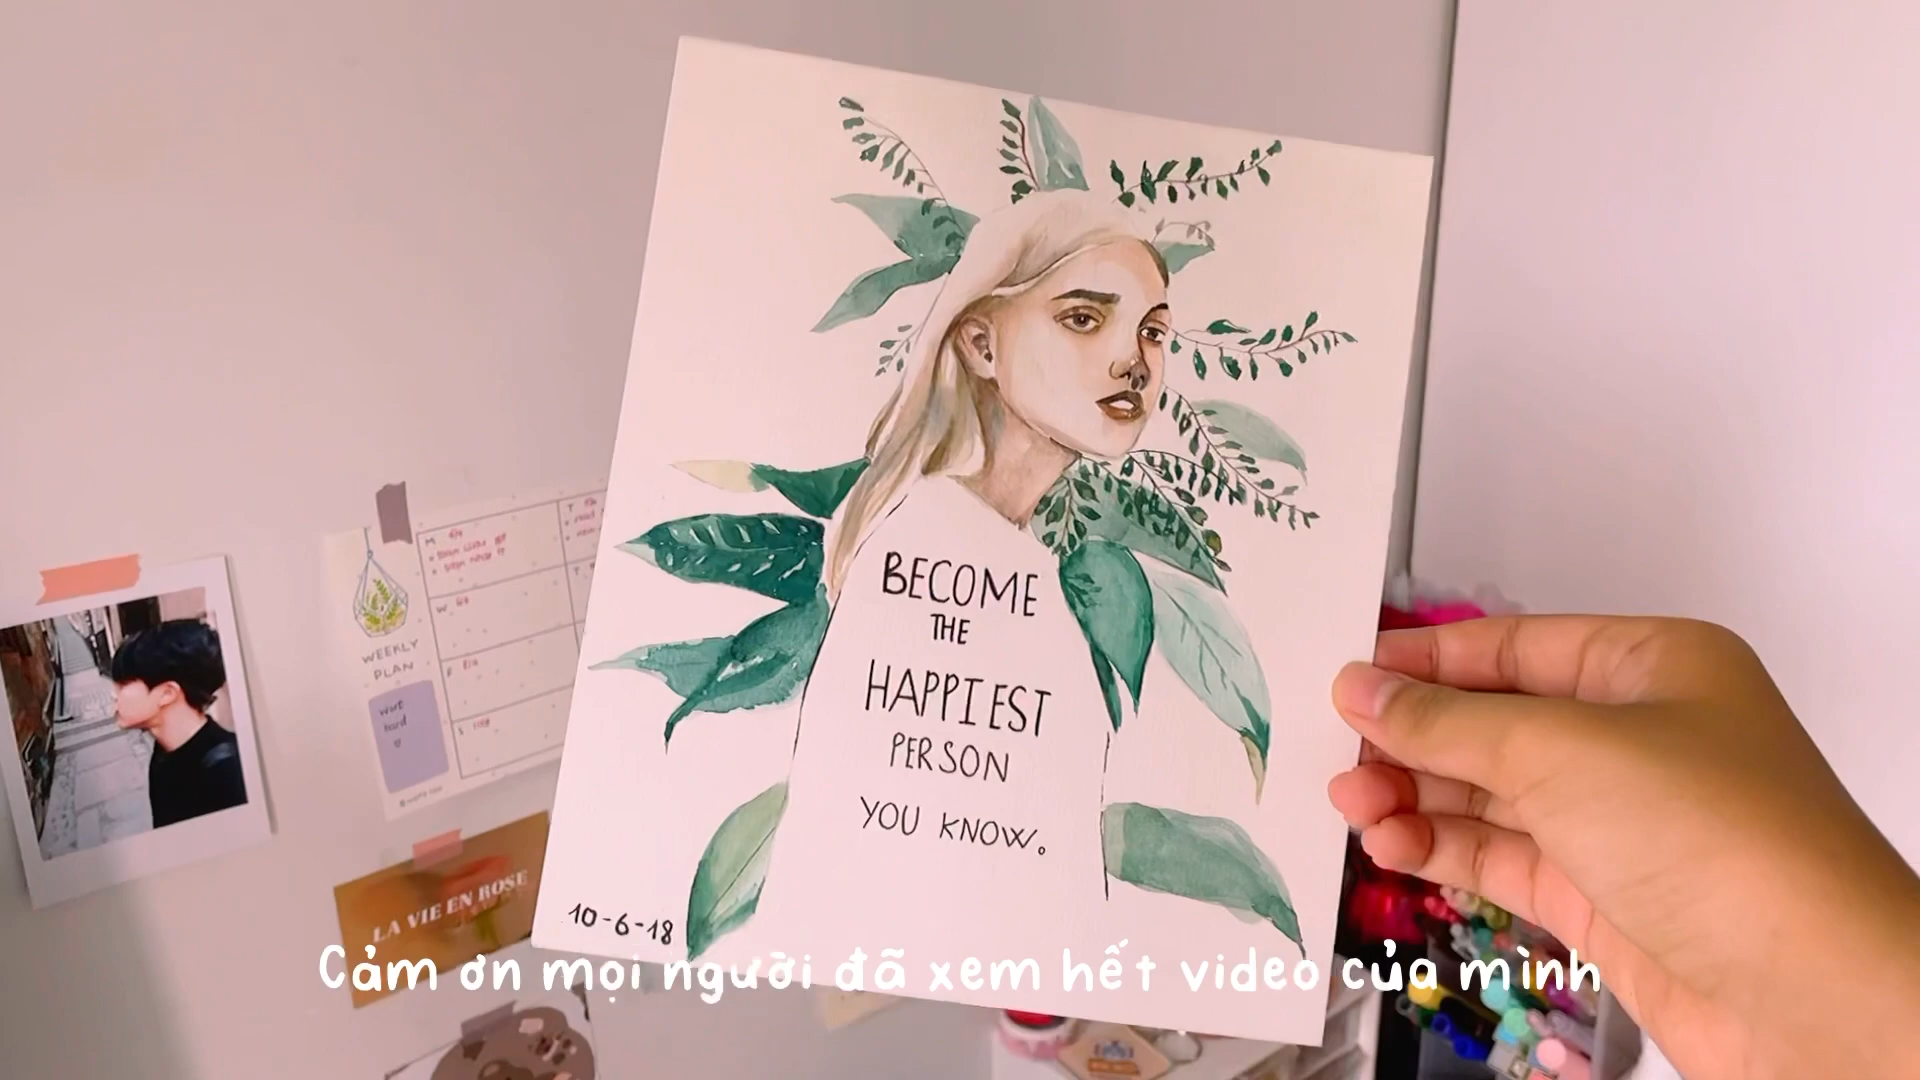 BECOME
THE
HAPPIEST
PERSON
YOU KNOW.
10-6-18
WEEKLY
PLAN
M
T
W
F
S
LA VIE EN ROSE
Cảm ơn mọi người đã xem hết video của mình